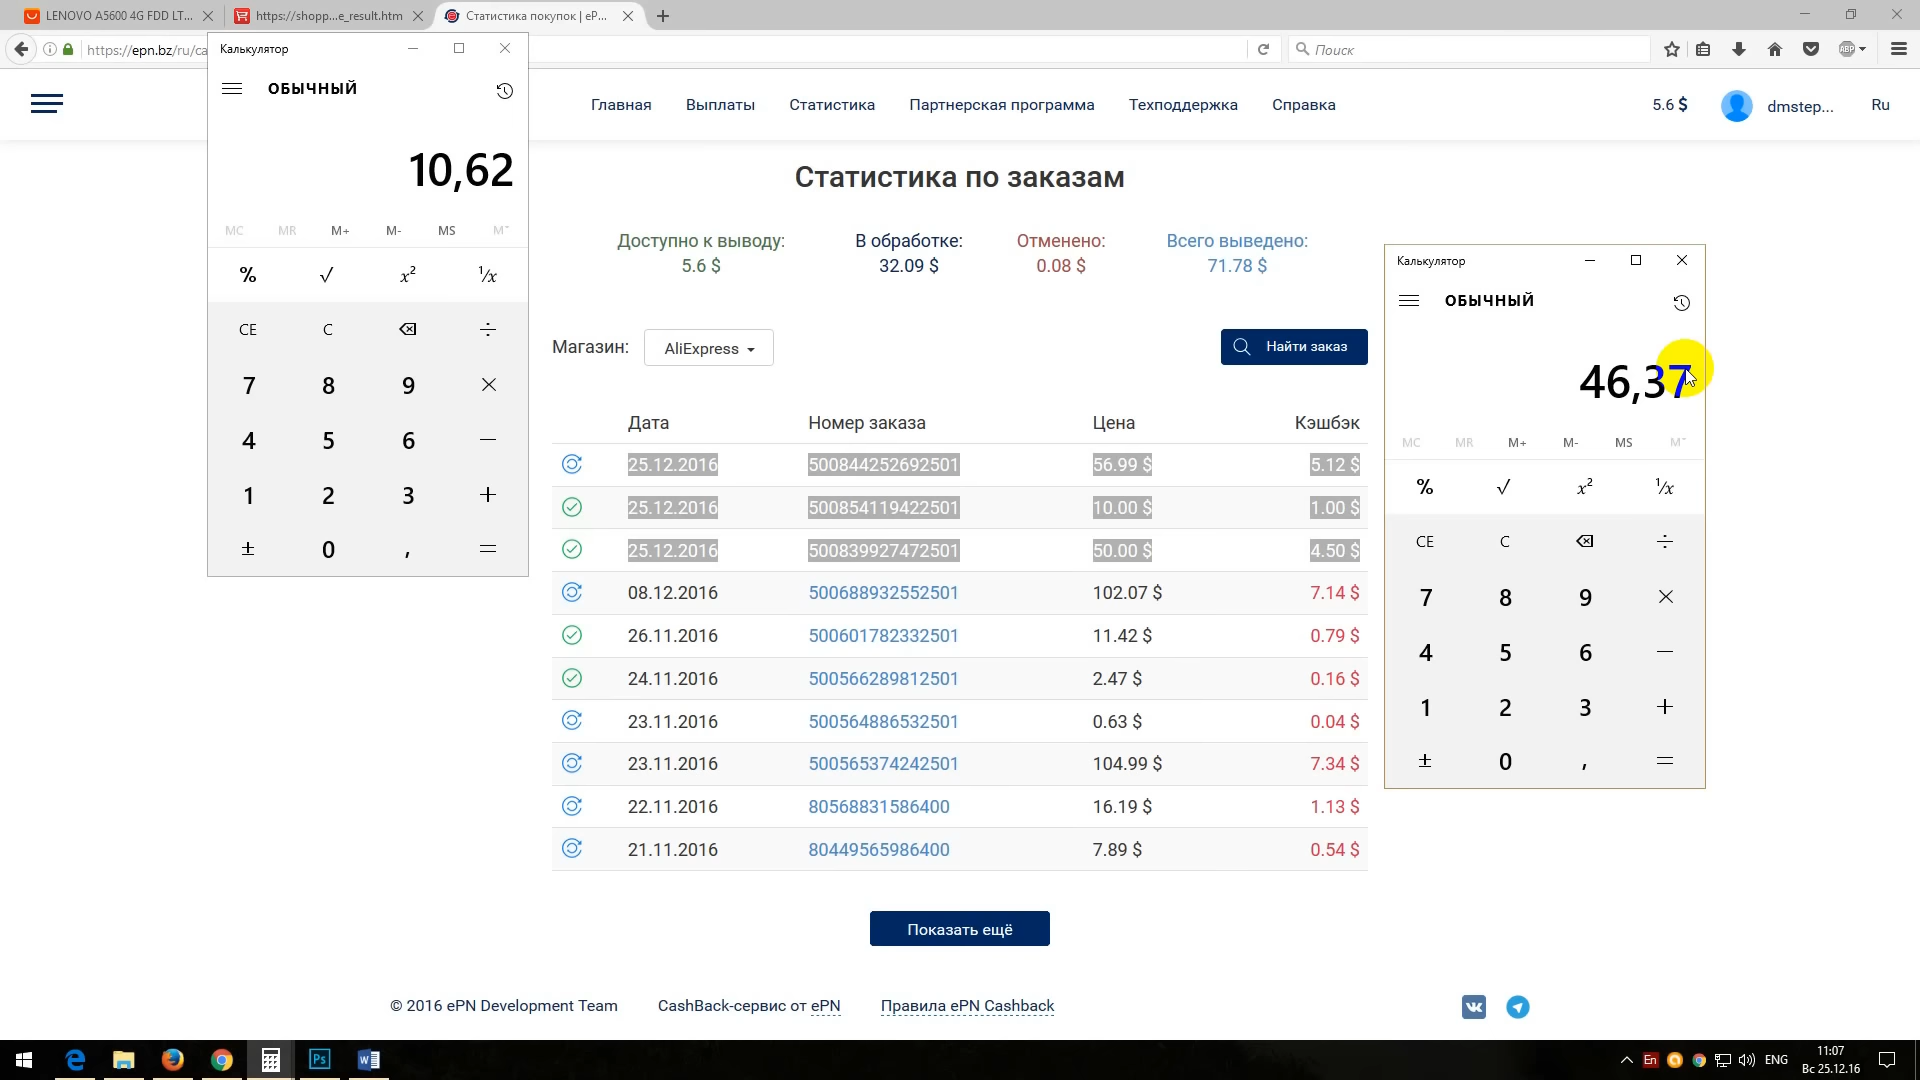 LENOVO A5600 4G FDD LT...
https://shopp...e_result.htm
Статистика покупок | eP...
https://epn.bz/ru/ca
Поиск
ABP
Калькулятор
ОБЫЧНЫЙ
10,62
MC MR M+ M- MS M˅
% √ x² ¹/x
CE C ⌫ ÷
7 8 9 ×
4 5 6 −
1 2 3 +
± 0 , =
Главная Выплаты Статистика Партнерская программа Техподдержка Справка
5.6 $ dmstep... Ru
Статистика по заказам
Доступно к выводу: В обработке: Отменено: Всего выведено:
5.6 $ 32.09 $ 0.08 $ 71.78 $
Магазин: AliExpress Найти заказ
Дата Номер заказа Цена Кэшбэк
25.12.2016 500844252692501 56.99 $ 5.12 $
25.12.2016 500854119422501 10.00 $ 1.00 $
25.12.2016 500839927472501 50.00 $ 4.50 $
08.12.2016 500688932552501 102.07 $ 7.14 $
26.11.2016 500601782332501 11.42 $ 0.79 $
24.11.2016 500566289812501 2.47 $ 0.16 $
23.11.2016 500564886532501 0.63 $ 0.04 $
23.11.2016 500565374242501 104.99 $ 7.34 $
22.11.2016 80568831586400 16.19 $ 1.13 $
21.11.2016 80449565986400 7.89 $ 0.54 $
Показать ещё
Калькулятор
ОБЫЧНЫЙ
46,37
MC MR M+ M- MS M˅
% √ x² ¹/x
CE C ⌫ ÷
7 8 9 ×
4 5 6 −
1 2 3 +
± 0 , =
© 2016 ePN Development Team CashBack-сервис от ePN Правила ePN Cashback
Ps
En
ENG
11:07
Вс 25.12.16